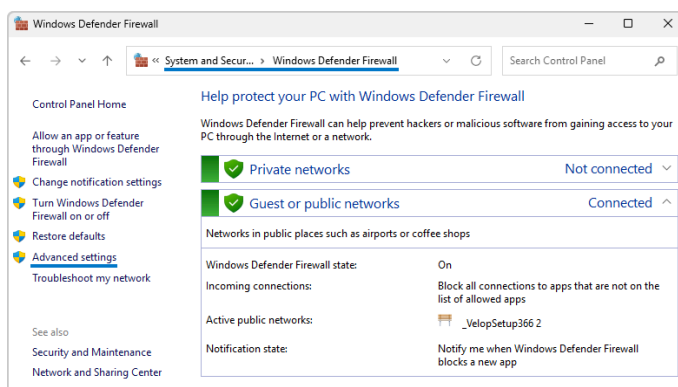 Windows Defender Firewall
« System and Secur... › Windows Defender Firewall
Search Control Panel
Control Panel Home
Allow an app or feature
through Windows Defender
Firewall
Change notification settings
Turn Windows Defender
Firewall on or off
Restore defaults
Advanced settings
Troubleshoot my network
See also
Security and Maintenance
Network and Sharing Center
Help protect your PC with Windows Defender Firewall
Windows Defender Firewall can help prevent hackers or malicious software from gaining access to your
PC through the Internet or a network.
Private networks Not connected
Guest or public networks Connected
Networks in public places such as airports or coffee shops
Windows Defender Firewall state: On
Incoming connections: Block all connections to apps that are not on the
list of allowed apps
Active public networks: _VelopSetup366 2
Notification state: Notify me when Windows Defender Firewall
blocks a new app